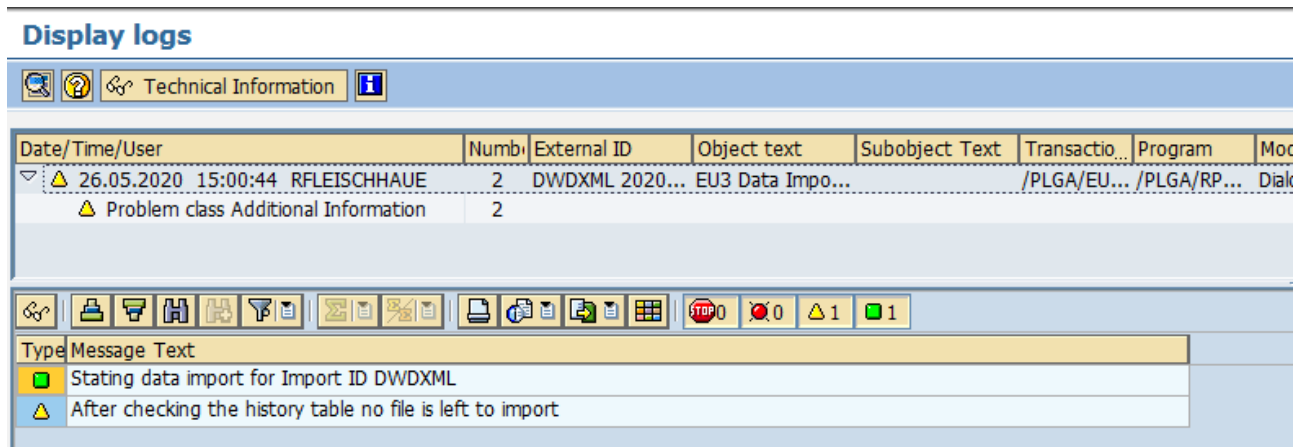 Display logs
Technical Information
Date/Time/User Numb External ID Object text Subobject Text Transactio... Program Mod
26.05.2020 15:00:44 RFLEISCHHAUE 2 DWDXML 2020... EU3 Data Impo... /PLGA/EU... /PLGA/RP... Dialo
Problem class Additional Information 2
STOP 0 0 1 1
Type Message Text
Stating data import for Import ID DWDXML
After checking the history table no file is left to import